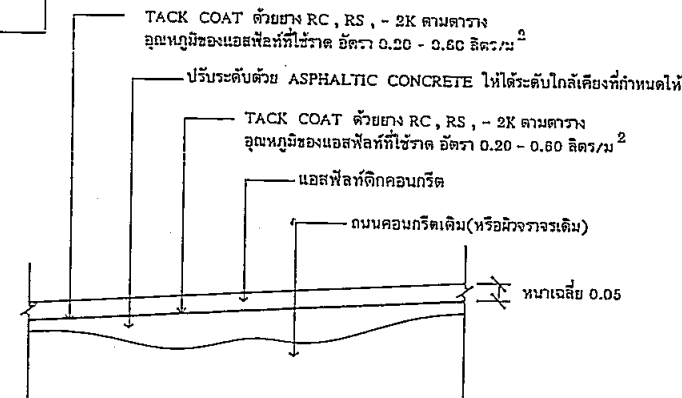 TACK COAT ด้วยยาง RC , RS , - 2K ตามตาราง
อุณหภูมิของแอสฟัลท์ที่ใช้ราด อัตรา 0.20 - 0.60 ลิตร/ม²
ปรับระดับด้วย ASPHALTIC CONCRETE ให้ได้ระดับใกล้เคียงที่กำหนดให้
TACK COAT ด้วยยาง RC , RS , - 2K ตามตาราง
อุณหภูมิของแอสฟัลท์ที่ใช้ราด อัตรา 0.20 - 0.60 ลิตร/ม²
แอสฟัลท์ติกคอนกรีต
ถนนคอนกรีตเดิม(หรือผิวจราจรเดิม)
หนาเฉลี่ย 0.05